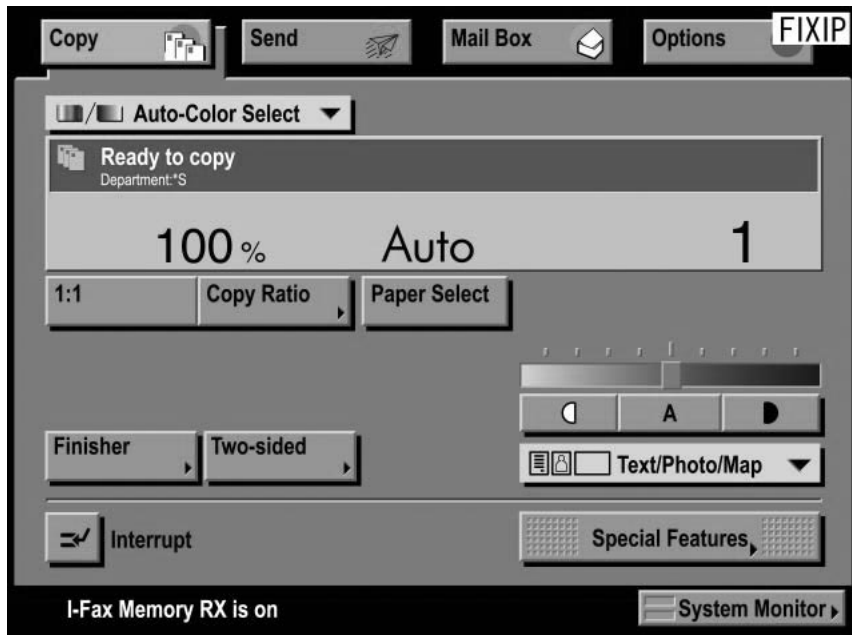 Copy
Send
Mail Box
Options
FIXIP
Auto-Color Select
Ready to copy
Department:*S
100 % Auto 1
1:1
Copy Ratio
Paper Select
A
Finisher
Two-sided
Text/Photo/Map
Interrupt
Special Features
I-Fax Memory RX is on
System Monitor